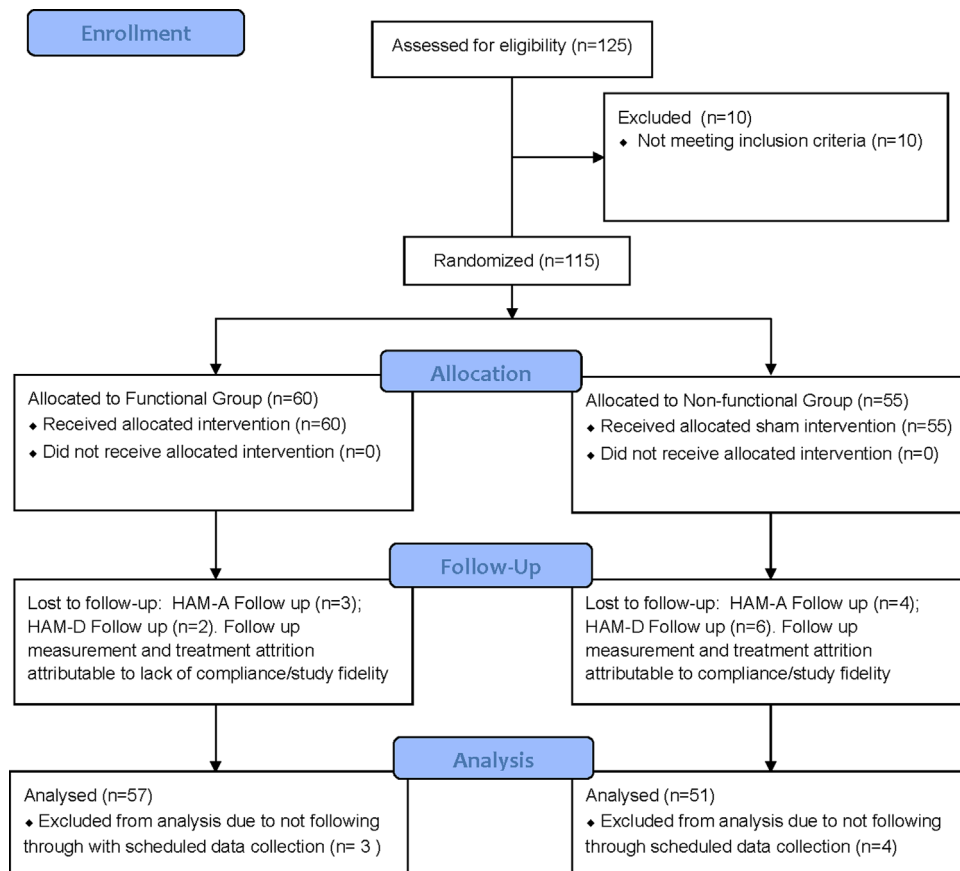 Enrollment
Assessed for eligibility (n=125)
Excluded (n=10)
♦ Not meeting inclusion criteria (n=10)
Randomized (n=115)
Allocation
Allocated to Functional Group (n=60)
♦ Received allocated intervention (n=60)
♦ Did not receive allocated intervention (n=0)
Allocated to Non-functional Group (n=55)
♦ Received allocated sham intervention (n=55)
♦ Did not receive allocated intervention (n=0)
Follow-Up
Lost to follow-up: HAM-A Follow up (n=3);
HAM-D Follow up (n=2). Follow up
measurement and treatment attrition
attributable to lack of compliance/study fidelity
Lost to follow-up: HAM-A Follow up (n=4);
HAM-D Follow up (n=6). Follow up
measurement and treatment attrition
attributable to compliance/study fidelity
Analysis
Analysed (n=57)
♦ Excluded from analysis due to not following
through with scheduled data collection (n= 3 )
Analysed (n=51)
♦ Excluded from analysis due to not following
through scheduled data collection (n=4)